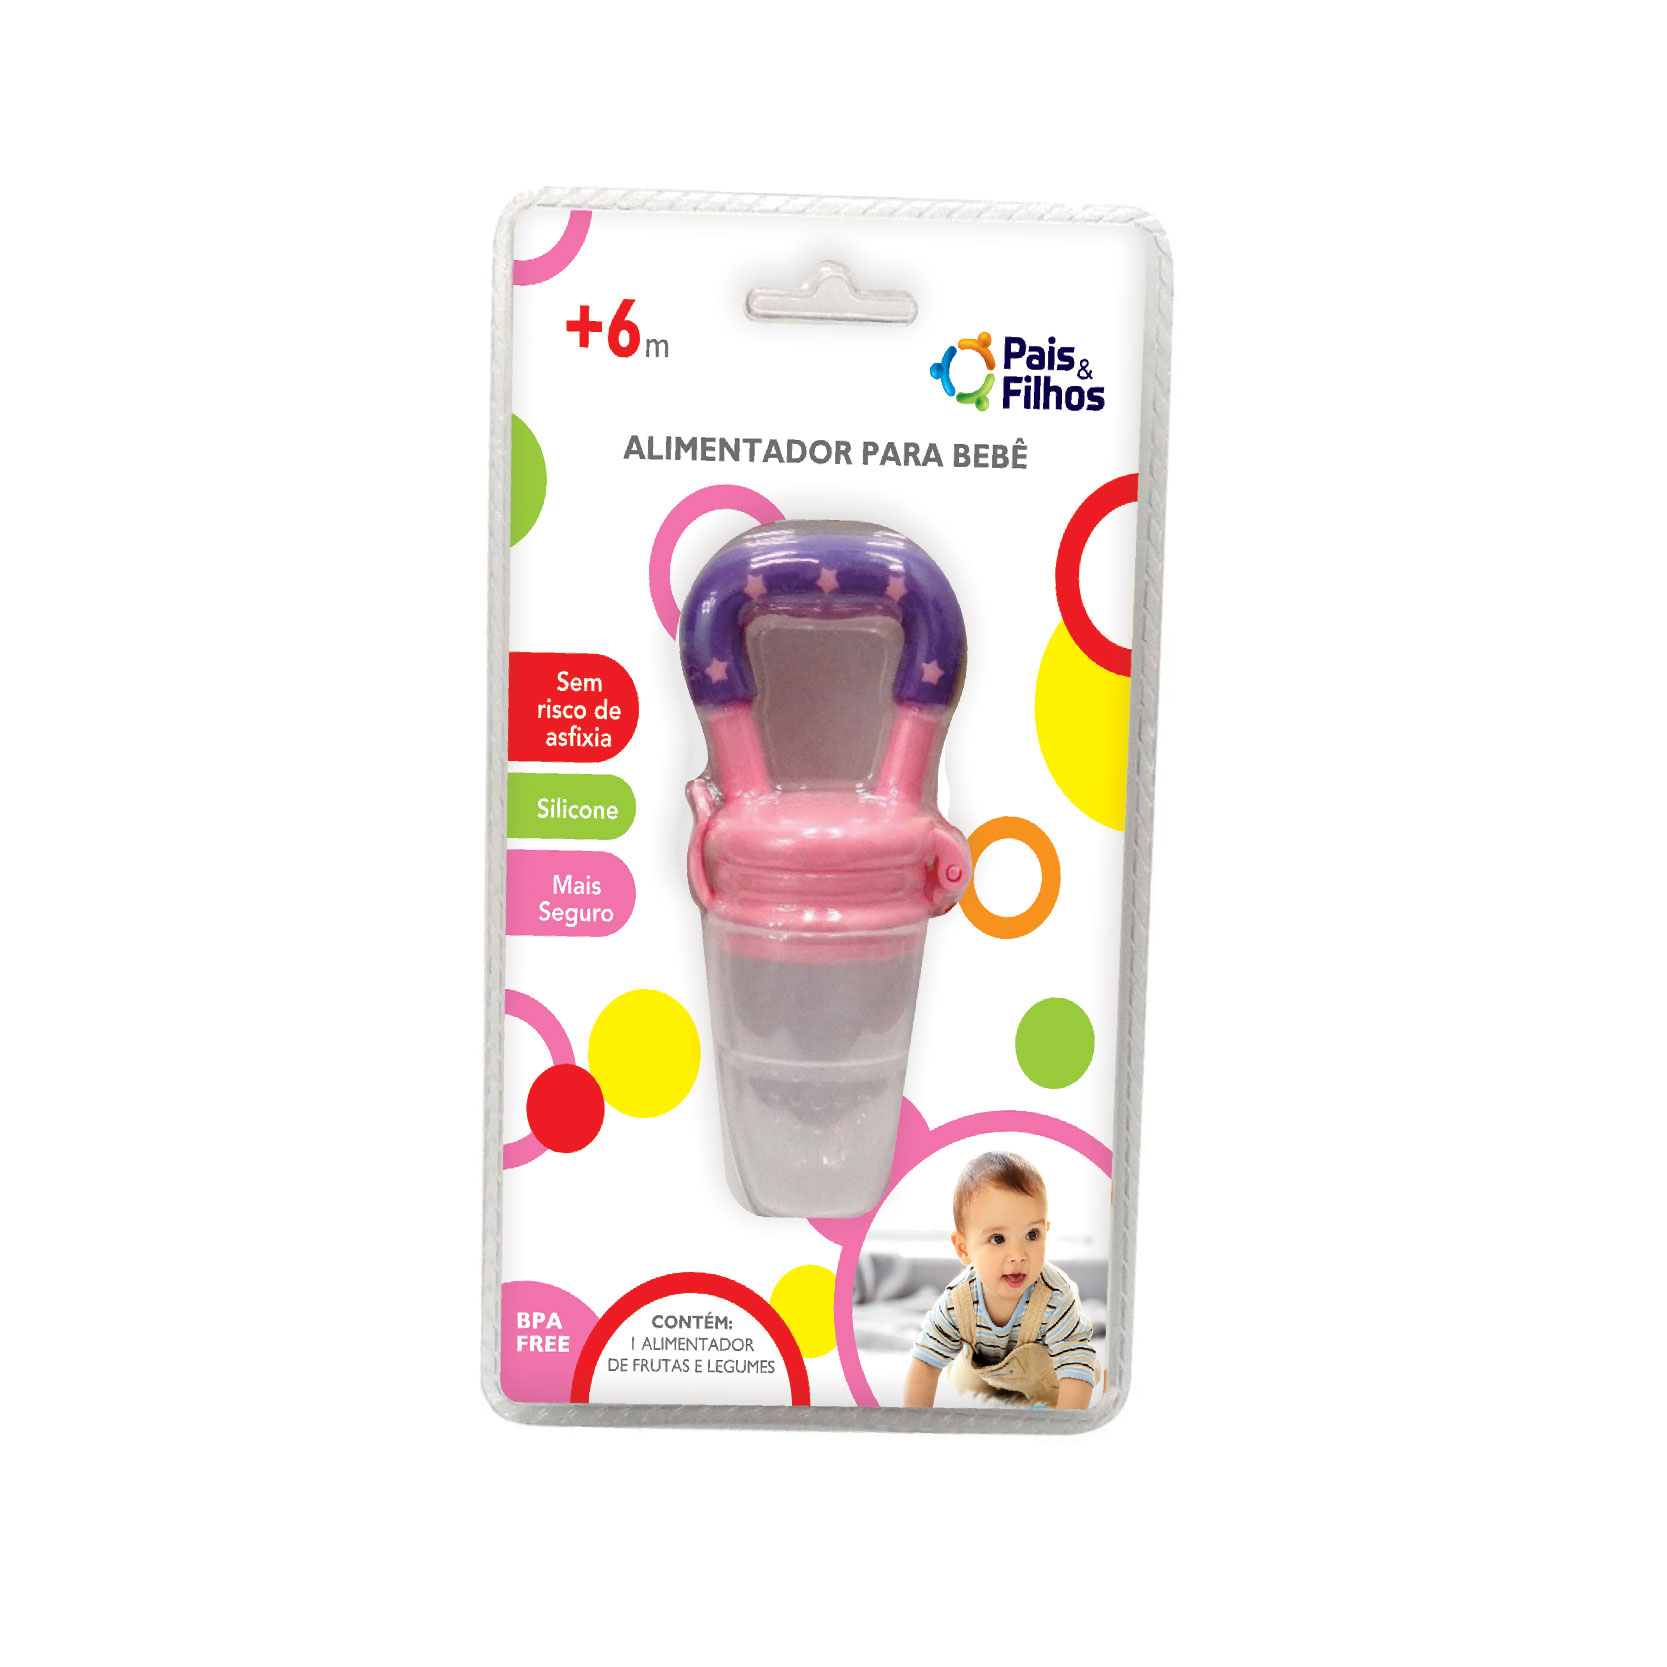 +6 m
Pais &
Filhos
ALIMENTADOR PARA BEBÊ
Sem
risco de
asfixia
Silicone
Mais
Seguro
BPA
FREE
CONTÉM:
1 ALIMENTADOR
DE FRUTAS E LEGUMES